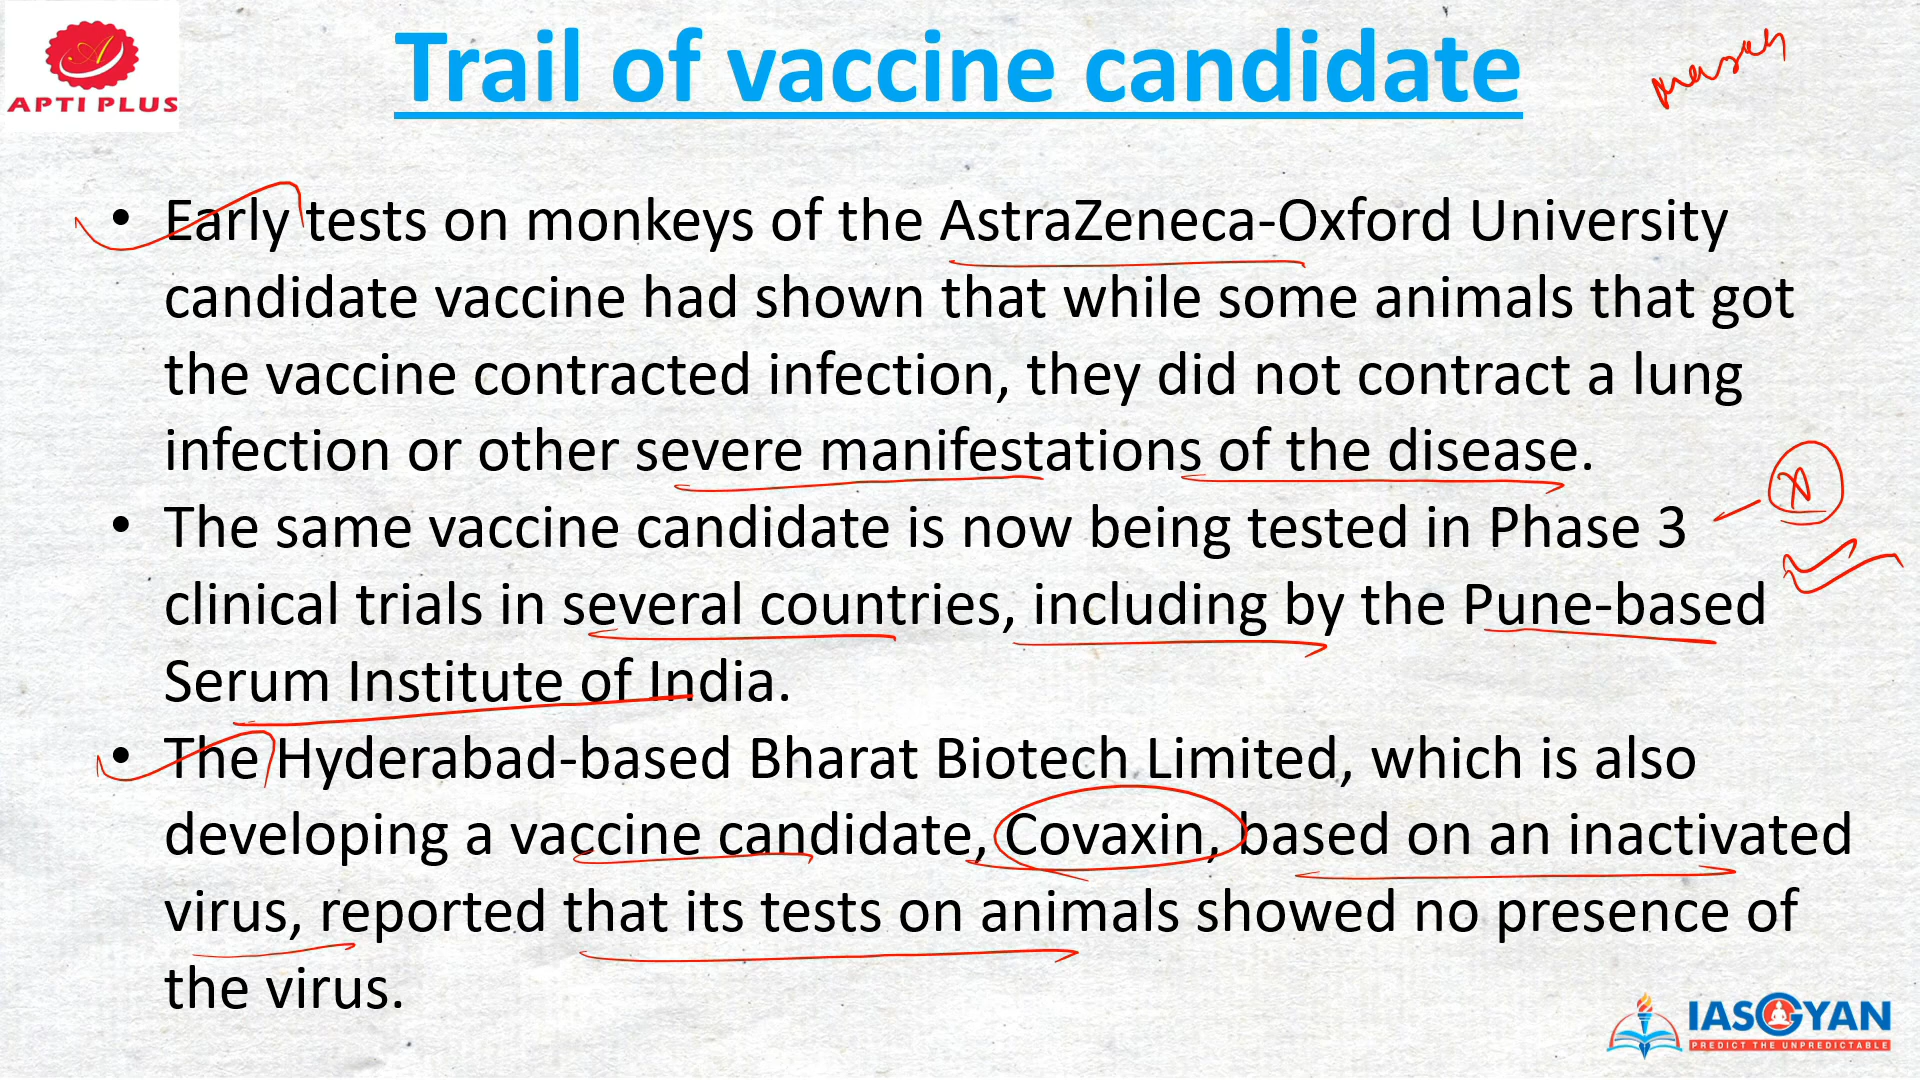 APTI PLUS
Trail of vaccine candidate
• Early tests on monkeys of the AstraZeneca-Oxford University
candidate vaccine had shown that while some animals that got
the vaccine contracted infection, they did not contract a lung
infection or other severe manifestations of the disease.
• The same vaccine candidate is now being tested in Phase 3
clinical trials in several countries, including by the Pune-based
Serum Institute of India.
• The Hyderabad-based Bharat Biotech Limited, which is also
developing a vaccine candidate, Covaxin, based on an inactivated
virus, reported that its tests on animals showed no presence of
the virus.
IASGYAN
PREDICT THE UNPREDICTABLE